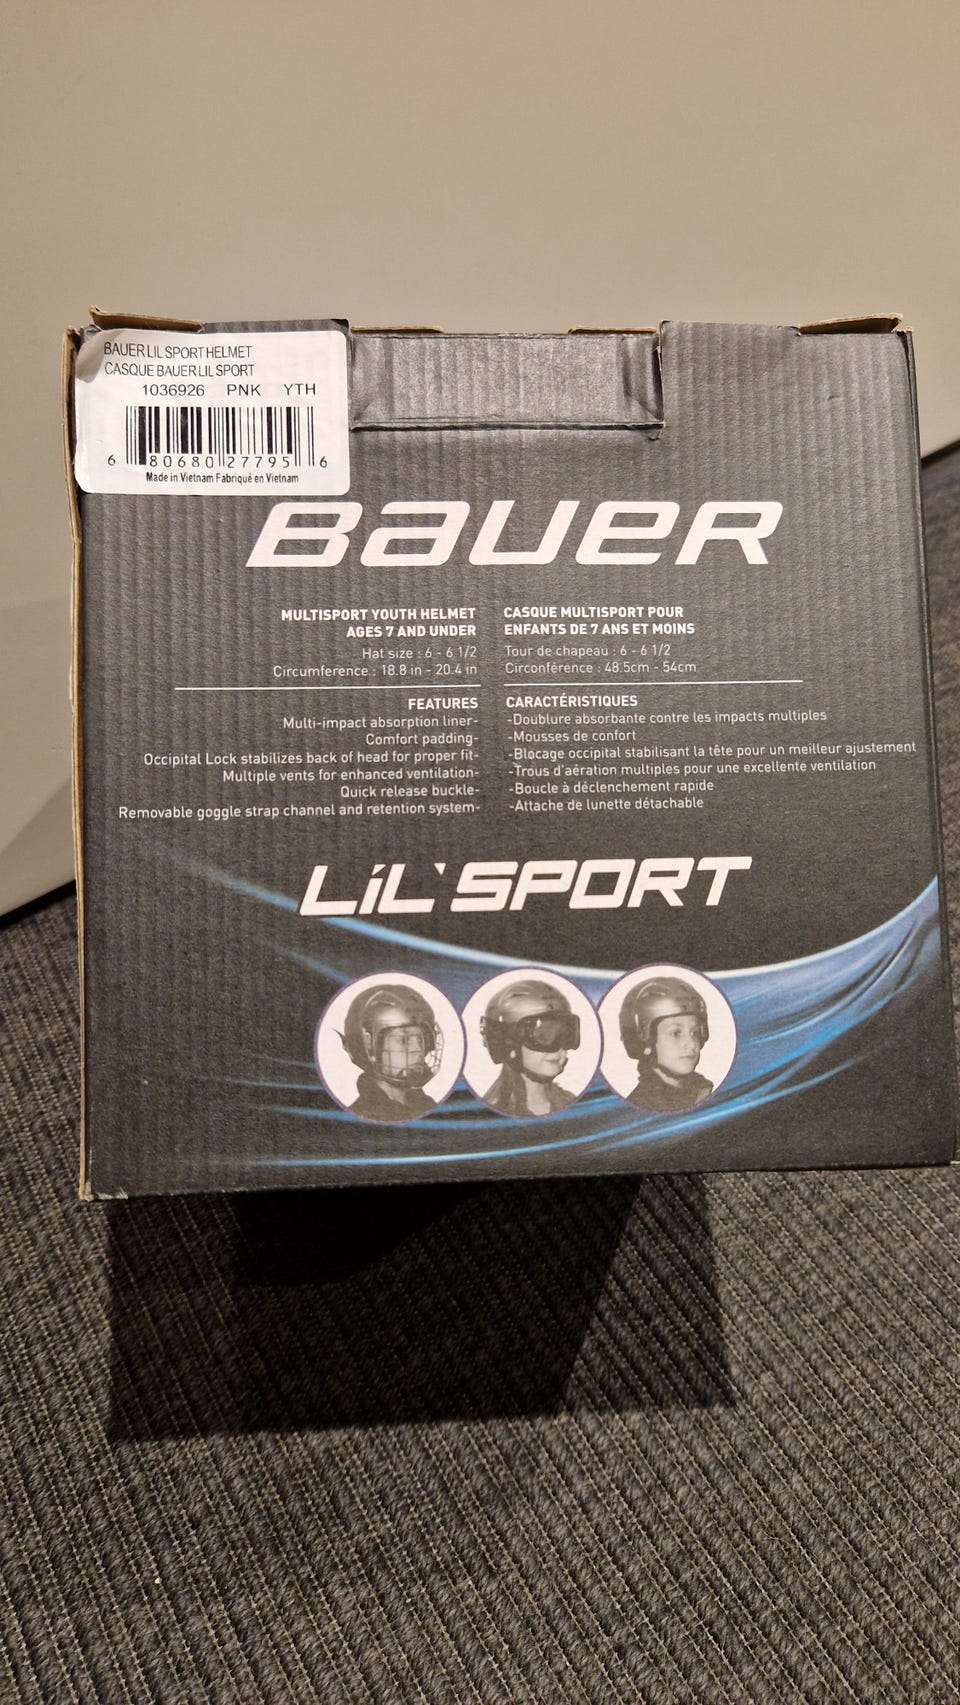 BAUER LIL SPORT HELMET
CASQUE BAUER LIL SPORT
1036926 PNK YTH
6 80680 27795 6
Made in Vietnam Fabriqué en Vietnam
BAUER
MULTISPORT YOUTH HELMET
AGES 7 AND UNDER
Hat size : 6 - 6 1/2
Circumference : 18.8 in - 20.4 in
FEATURES
Multi-impact absorption liner-
Comfort padding-
Occipital Lock stabilizes back of head for proper fit-
Multiple vents for enhanced ventilation-
Quick release buckle-
Removable goggle strap channel and retention system-
CASQUE MULTISPORT POUR
ENFANTS DE 7 ANS ET MOINS
Tour de chapeau : 6 - 6 1/2
Circonférence : 48.5cm - 54cm
CARACTÉRISTIQUES
-Doublure absorbante contre les impacts multiples
-Mousses de confort
-Blocage occipital stabilisant la tête pour un meilleur ajustement
-Trous d'aération multiples pour une excellente ventilation
-Boucle à déclenchement rapide
-Attache de lunette détachable
LIL' SPORT